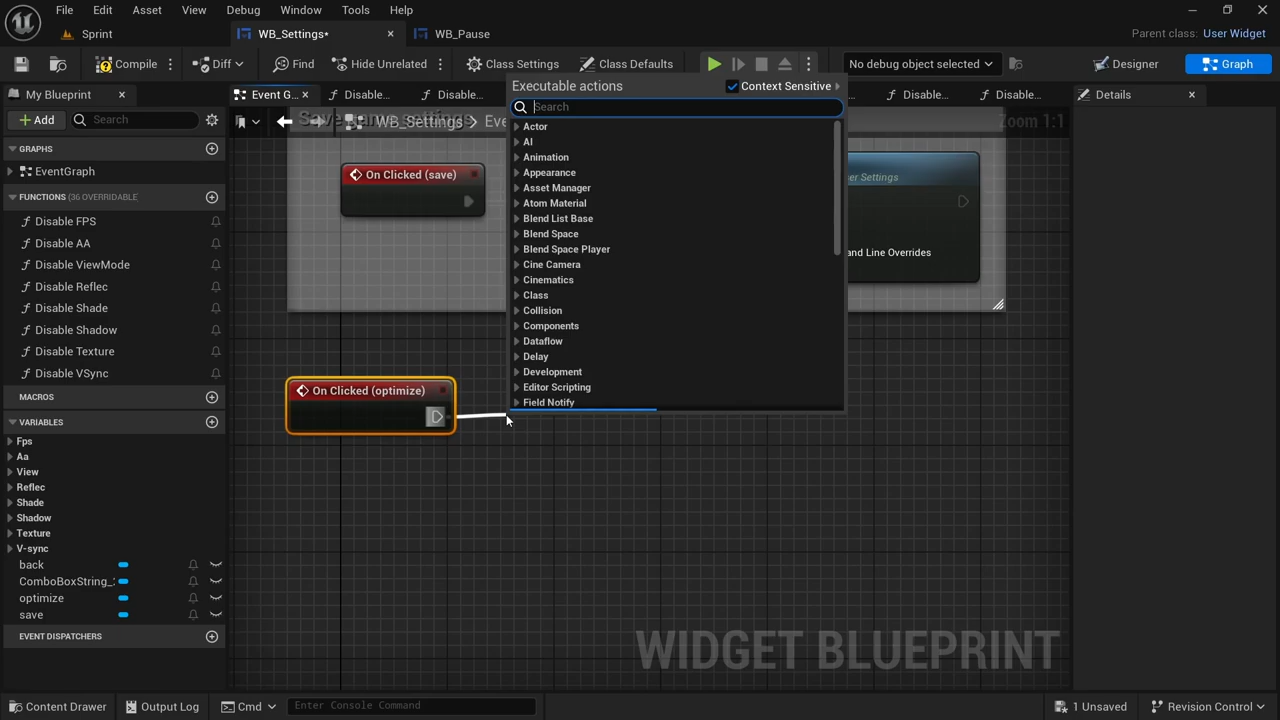 File Edit Asset View Debug Window Tools Help
Sprint WB_Settings* WB_Pause Parent class: User Widget
Compile Diff Find Hide Unrelated Class Settings Class Defaults No debug object selected Designer Graph
My Blueprint Event G... Disable... Disable... Disable... Disable... Details
Executable actions Context Sensitive
Add Search Search
WB_Settings > Eve Zoom 1:1
GRAPHS
EventGraph
FUNCTIONS (36 OVERRIDABLE)
Disable FPS
Disable AA
Disable ViewMode
Disable Reflec
Disable Shade
Disable Shadow
Disable Texture
Disable VSync
MACROS
VARIABLES
Fps
Aa
View
Reflec
Shade
Shadow
Texture
V-sync
back
ComboBoxString_
optimize
save
EVENT DISPATCHERS
On Clicked (save)
On Clicked (optimize)
Actor
AI
Animation
Appearance
Asset Manager
Atom Material
Blend List Base
Blend Space
Blend Space Player
Cine Camera
Cinematics
Class
Collision
Components
Dataflow
Delay
Development
Editor Scripting
Field Notify
ser Settings
and Line Overrides
WIDGET BLUEPRINT
Content Drawer Output Log Cmd Enter Console Command 1 Unsaved Revision Control